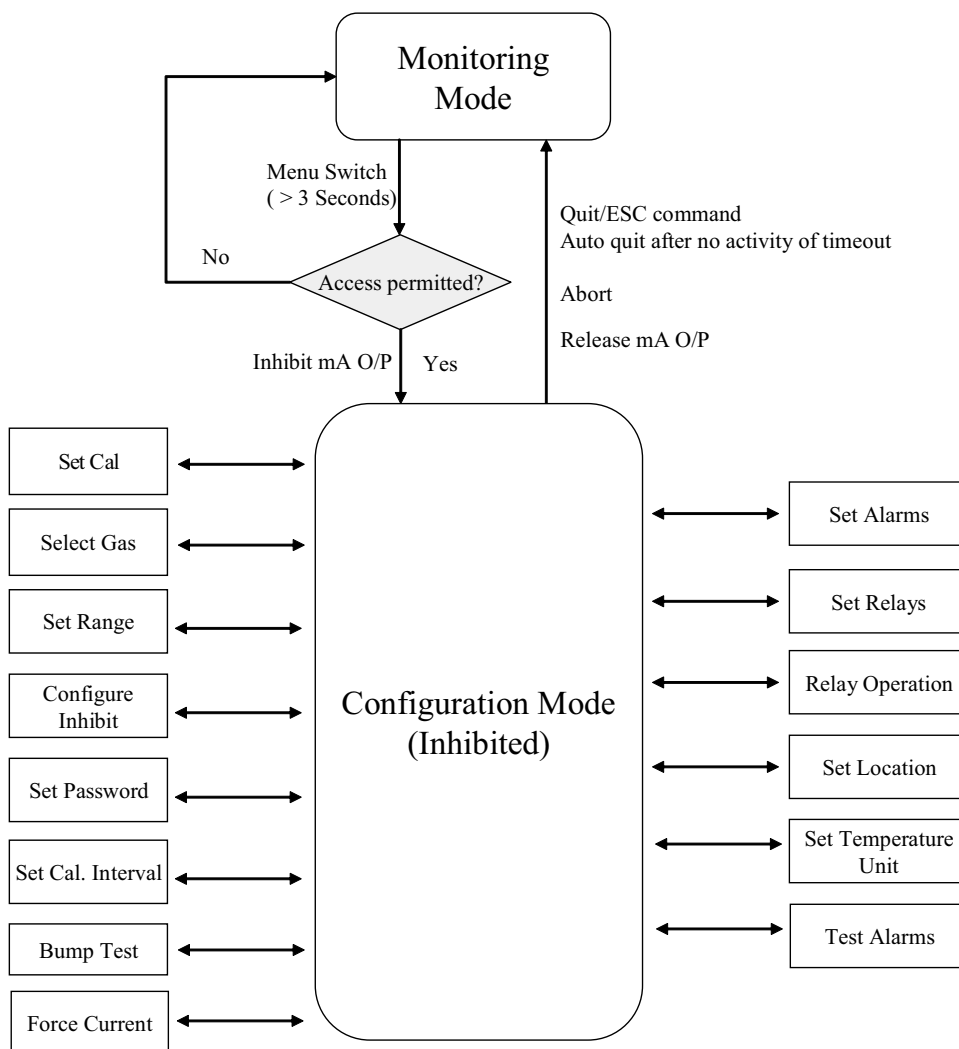 Monitoring
Mode
Menu Switch
( > 3 Seconds)
Quit/ESC command
Auto quit after no activity of timeout
No
Access permitted?
Abort
Release mA O/P
Inhibit mA O/P
Yes
Configuration Mode
(Inhibited)
Set Cal
Select Gas
Set Range
Configure
Inhibit
Set Password
Set Cal. Interval
Bump Test
Force Current
Set Alarms
Set Relays
Relay Operation
Set Location
Set Temperature
Unit
Test Alarms